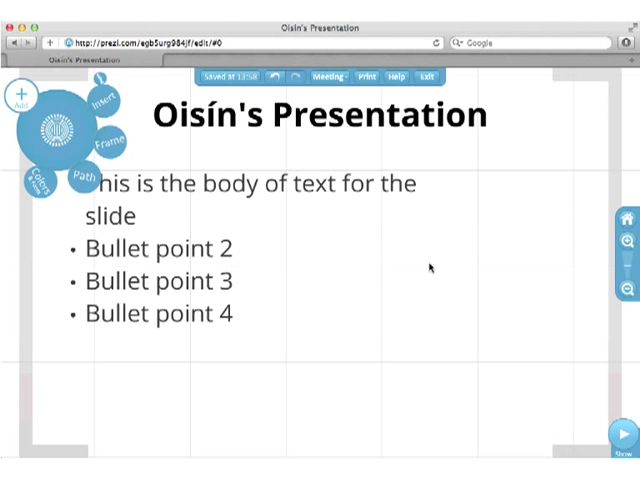 Oisín's Presentation
http://prezi.com/egb5urg984jf/edit/#0
Google
Oisín's Presentation
Saved at 13:58
Meeting
Print
Help
Exit
Add
Insert
Frame
Path
Colors
Oisín's Presentation
his is the body of text for the
slide
• Bullet point 2
• Bullet point 3
• Bullet point 4
Show